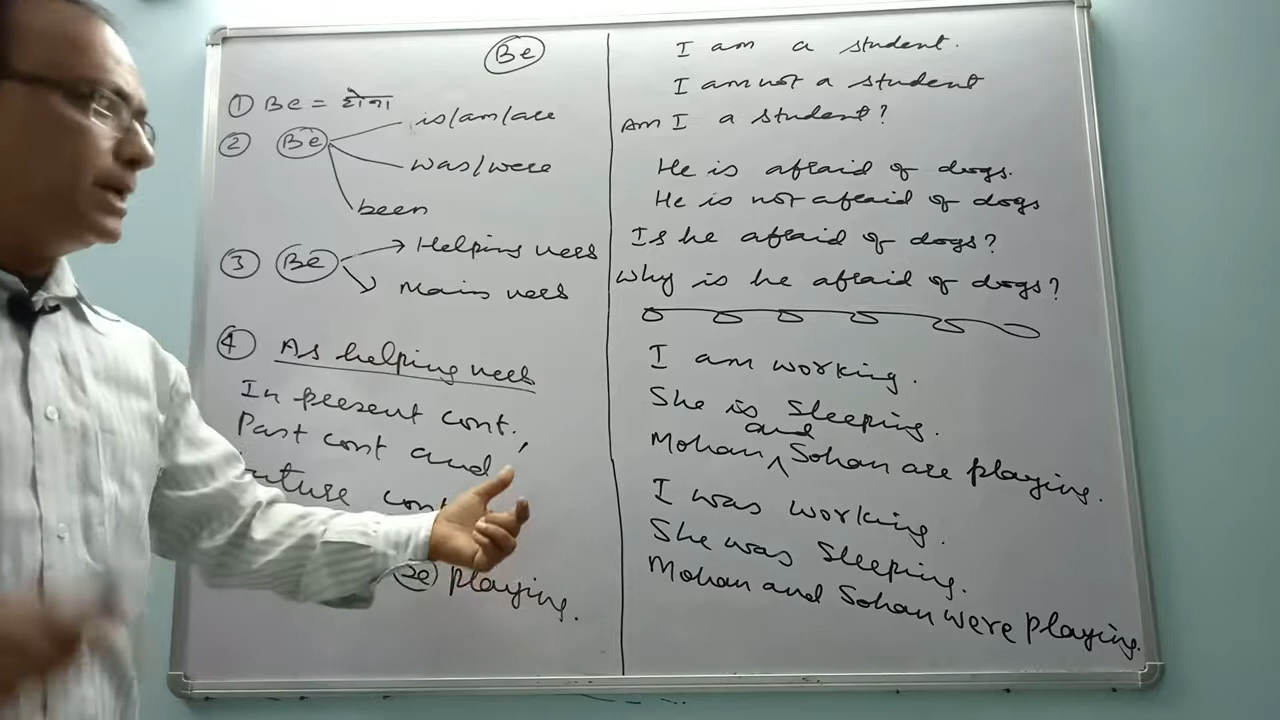 Be
① Be = होना
② Be
is/am/are
was/were
been
③ Be
Helping verb
Main verb
④ As helping verb
In present cont.,
Past cont and
future cont
Be playing.
I am a student.
I am not a student
Am I a student?
He is afraid of dogs.
He is not afraid of dogs
Is he afraid of dogs?
Why is he afraid of dogs?
I am working.
She is sleeping.
Mohan and Sohan are playing.
I was working.
She was sleeping.
Mohan and Sohan were playing.